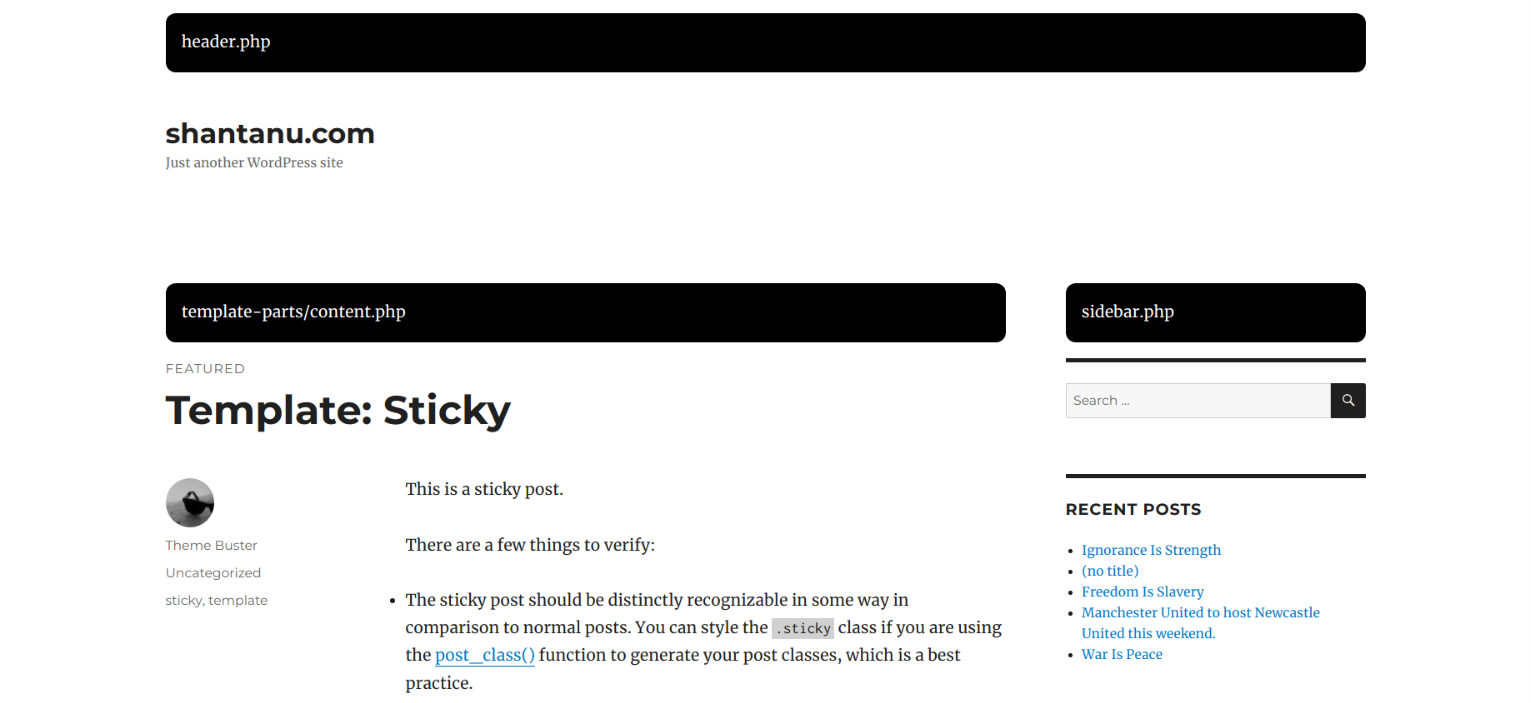 header.php
shantanu.com
Just another WordPress site
template-parts/content.php
FEATURED
Template: Sticky
Theme Buster
Uncategorized
sticky, template
This is a sticky post.
There are a few things to verify:
• The sticky post should be distinctly recognizable in some way in
comparison to normal posts. You can style the .sticky class if you are using
the post_class() function to generate your post classes, which is a best
practice.
sidebar.php
Search ...
RECENT POSTS
• Ignorance Is Strength
• (no title)
• Freedom Is Slavery
• Manchester United to host Newcastle
United this weekend.
• War Is Peace